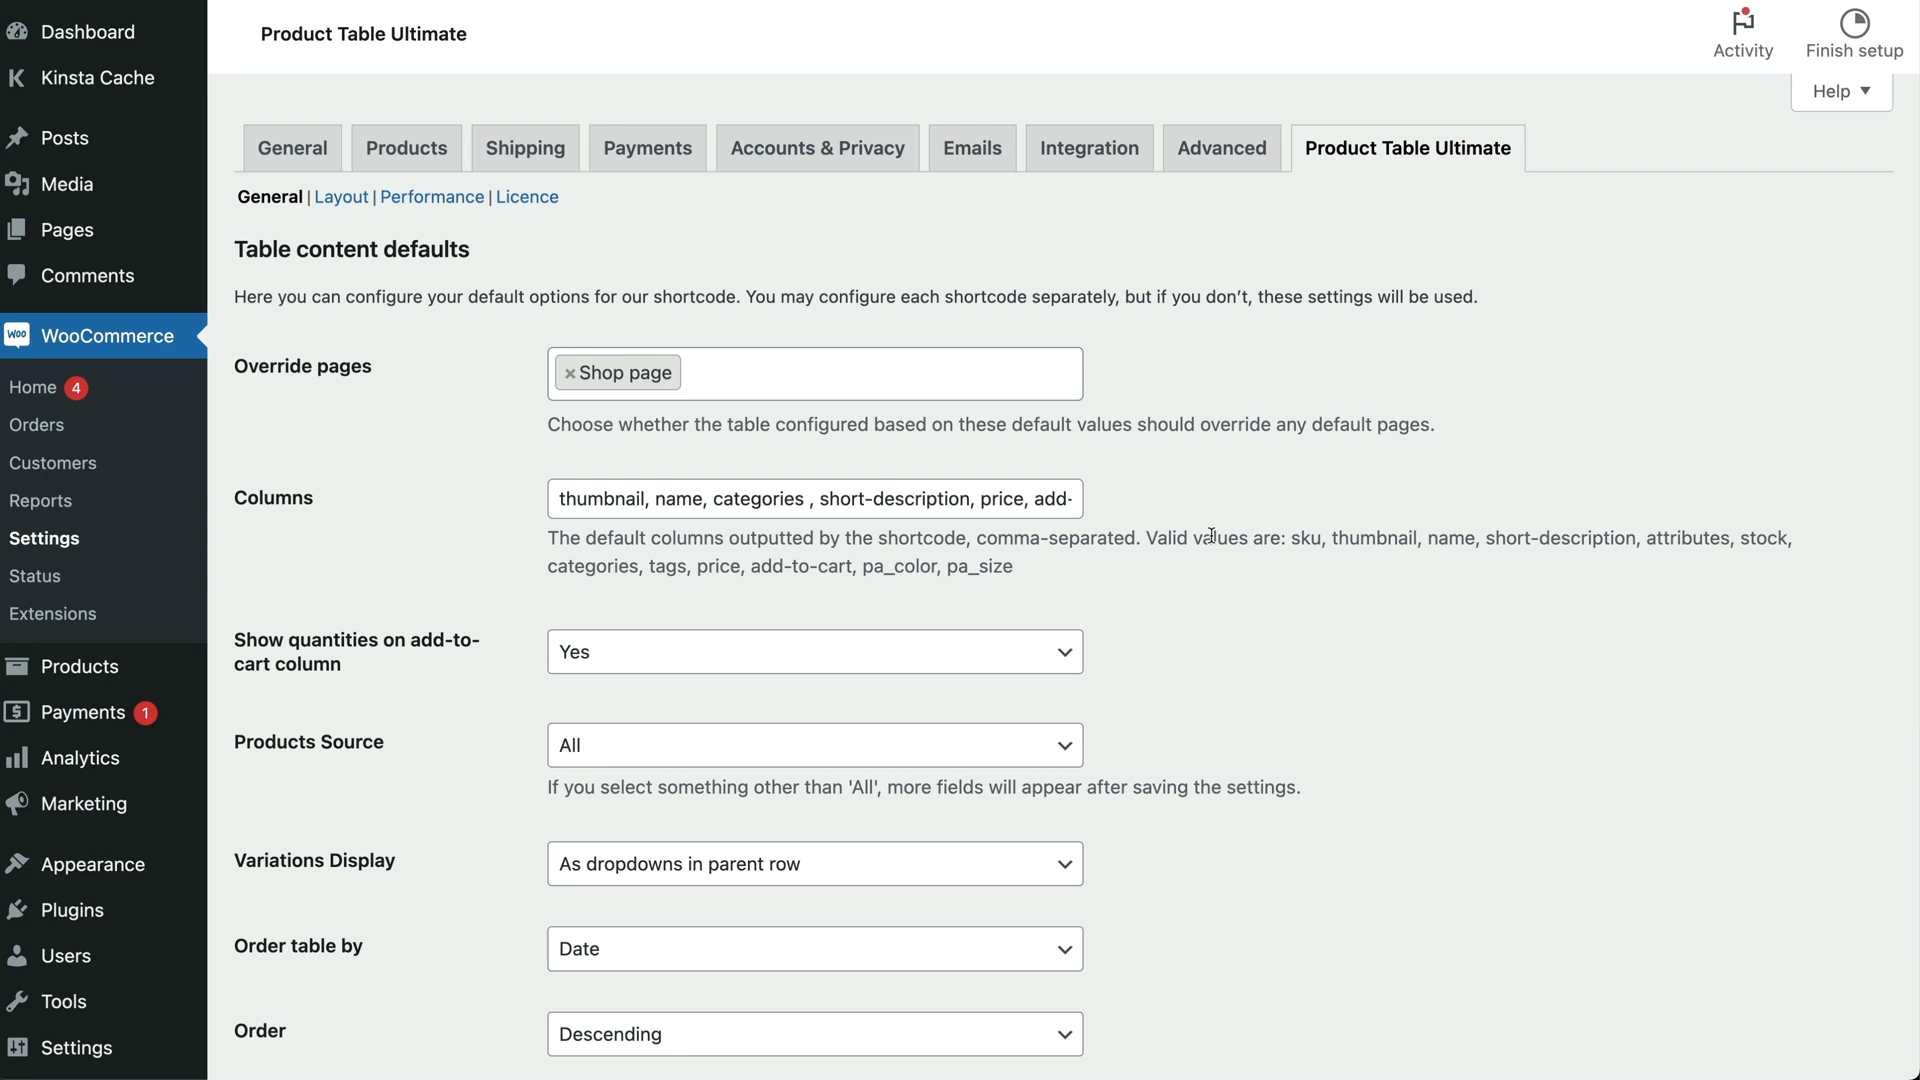 Dashboard
Kinsta Cache
Posts
Media
Pages
Comments
WOO WooCommerce
Home 4
Orders
Customers
Reports
Settings
Status
Extensions
Products
Payments 1
Analytics
Marketing
Appearance
Plugins
Users
Tools
Settings
Product Table Ultimate
Activity
Finish setup
Help ▼
General Products Shipping Payments Accounts & Privacy Emails Integration Advanced Product Table Ultimate
General | Layout | Performance | Licence
Table content defaults
Here you can configure your default options for our shortcode. You may configure each shortcode separately, but if you don't, these settings will be used.
Override pages
×Shop page
Choose whether the table configured based on these default values should override any default pages.
Columns
thumbnail, name, categories , short-description, price, add-
The default columns outputted by the shortcode, comma-separated. Valid values are: sku, thumbnail, name, short-description, attributes, stock,
categories, tags, price, add-to-cart, pa_color, pa_size
Show quantities on add-to-
cart column
Yes
Products Source
All
If you select something other than 'All', more fields will appear after saving the settings.
Variations Display
As dropdowns in parent row
Order table by
Date
Order
Descending